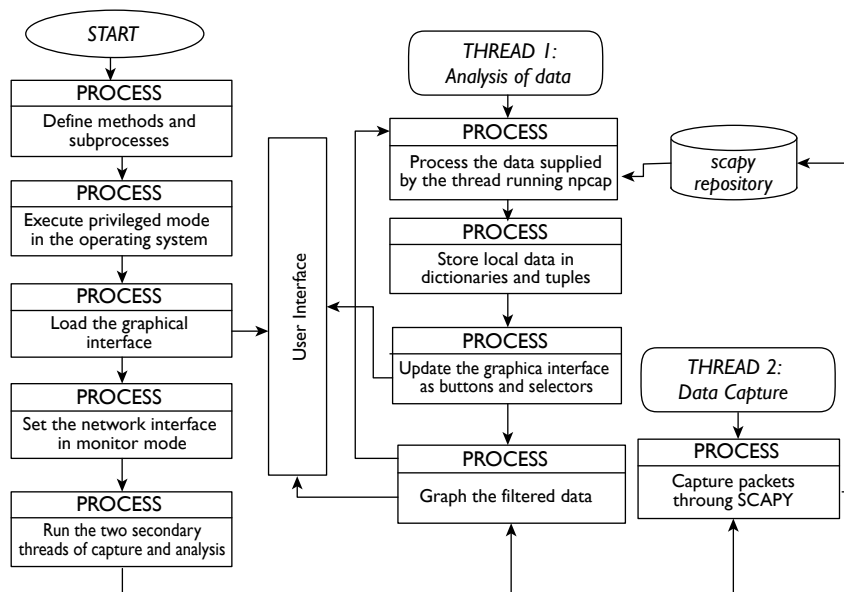 START
PROCESS
Define methods and
subprocesses
PROCESS
Execute privileged mode
in the operating system
PROCESS
Load the graphical
interface
PROCESS
Set the network interface
in monitor mode
PROCESS
Run the two secondary
threads of capture and analysis
User Interface
THREAD 1:
Analysis of data
PROCESS
Process the data supplied
by the thread running npcap
PROCESS
Store local data in
dictionaries and tuples
PROCESS
Update the graphica interface
as buttons and selectors
PROCESS
Graph the filtered data
scapy
repository
THREAD 2:
Data Capture
PROCESS
Capture packets
throung SCAPY